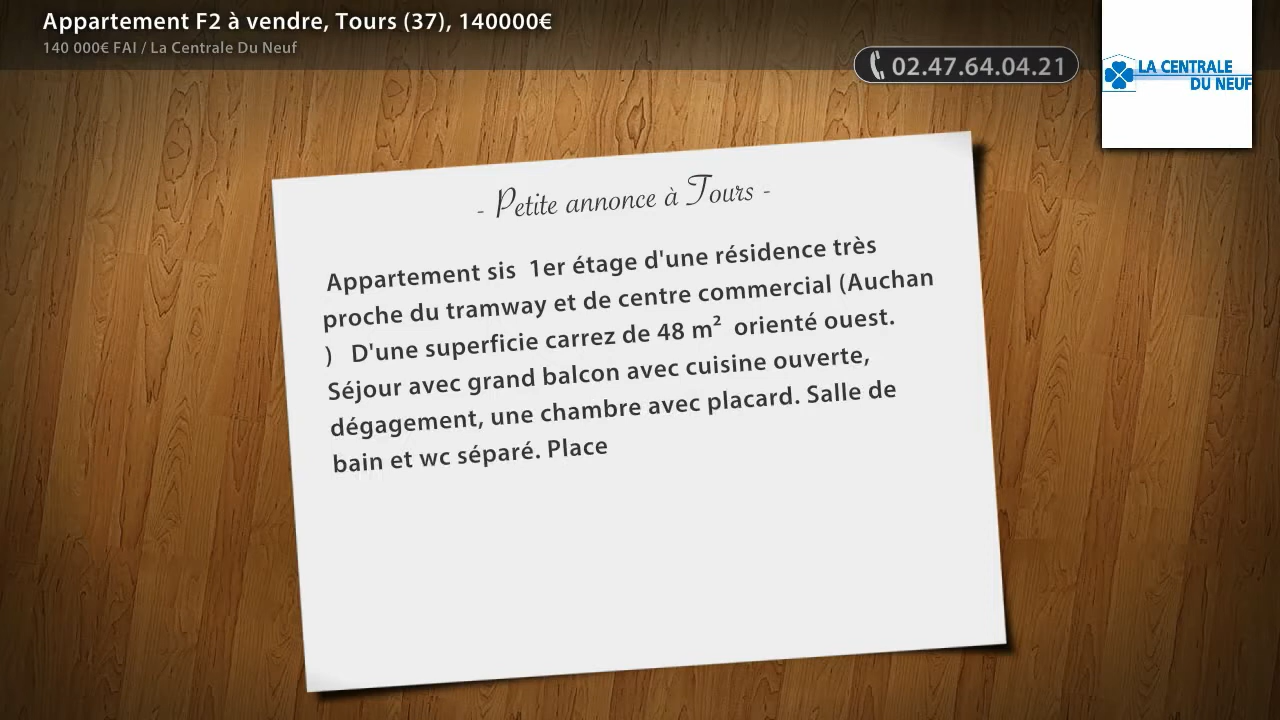 Appartement F2 à vendre, Tours (37), 140000€
140 000€ FAI / La Centrale Du Neuf
02.47.64.04.21
LA CENTRALE
DU NEUF
- Petite annonce à Tours -
Appartement sis 1er étage d'une résidence très
proche du tramway et de centre commercial (Auchan
) D'une superficie carrez de 48 m² orienté ouest.
Séjour avec grand balcon avec cuisine ouverte,
dégagement, une chambre avec placard. Salle de
bain et wc séparé. Place